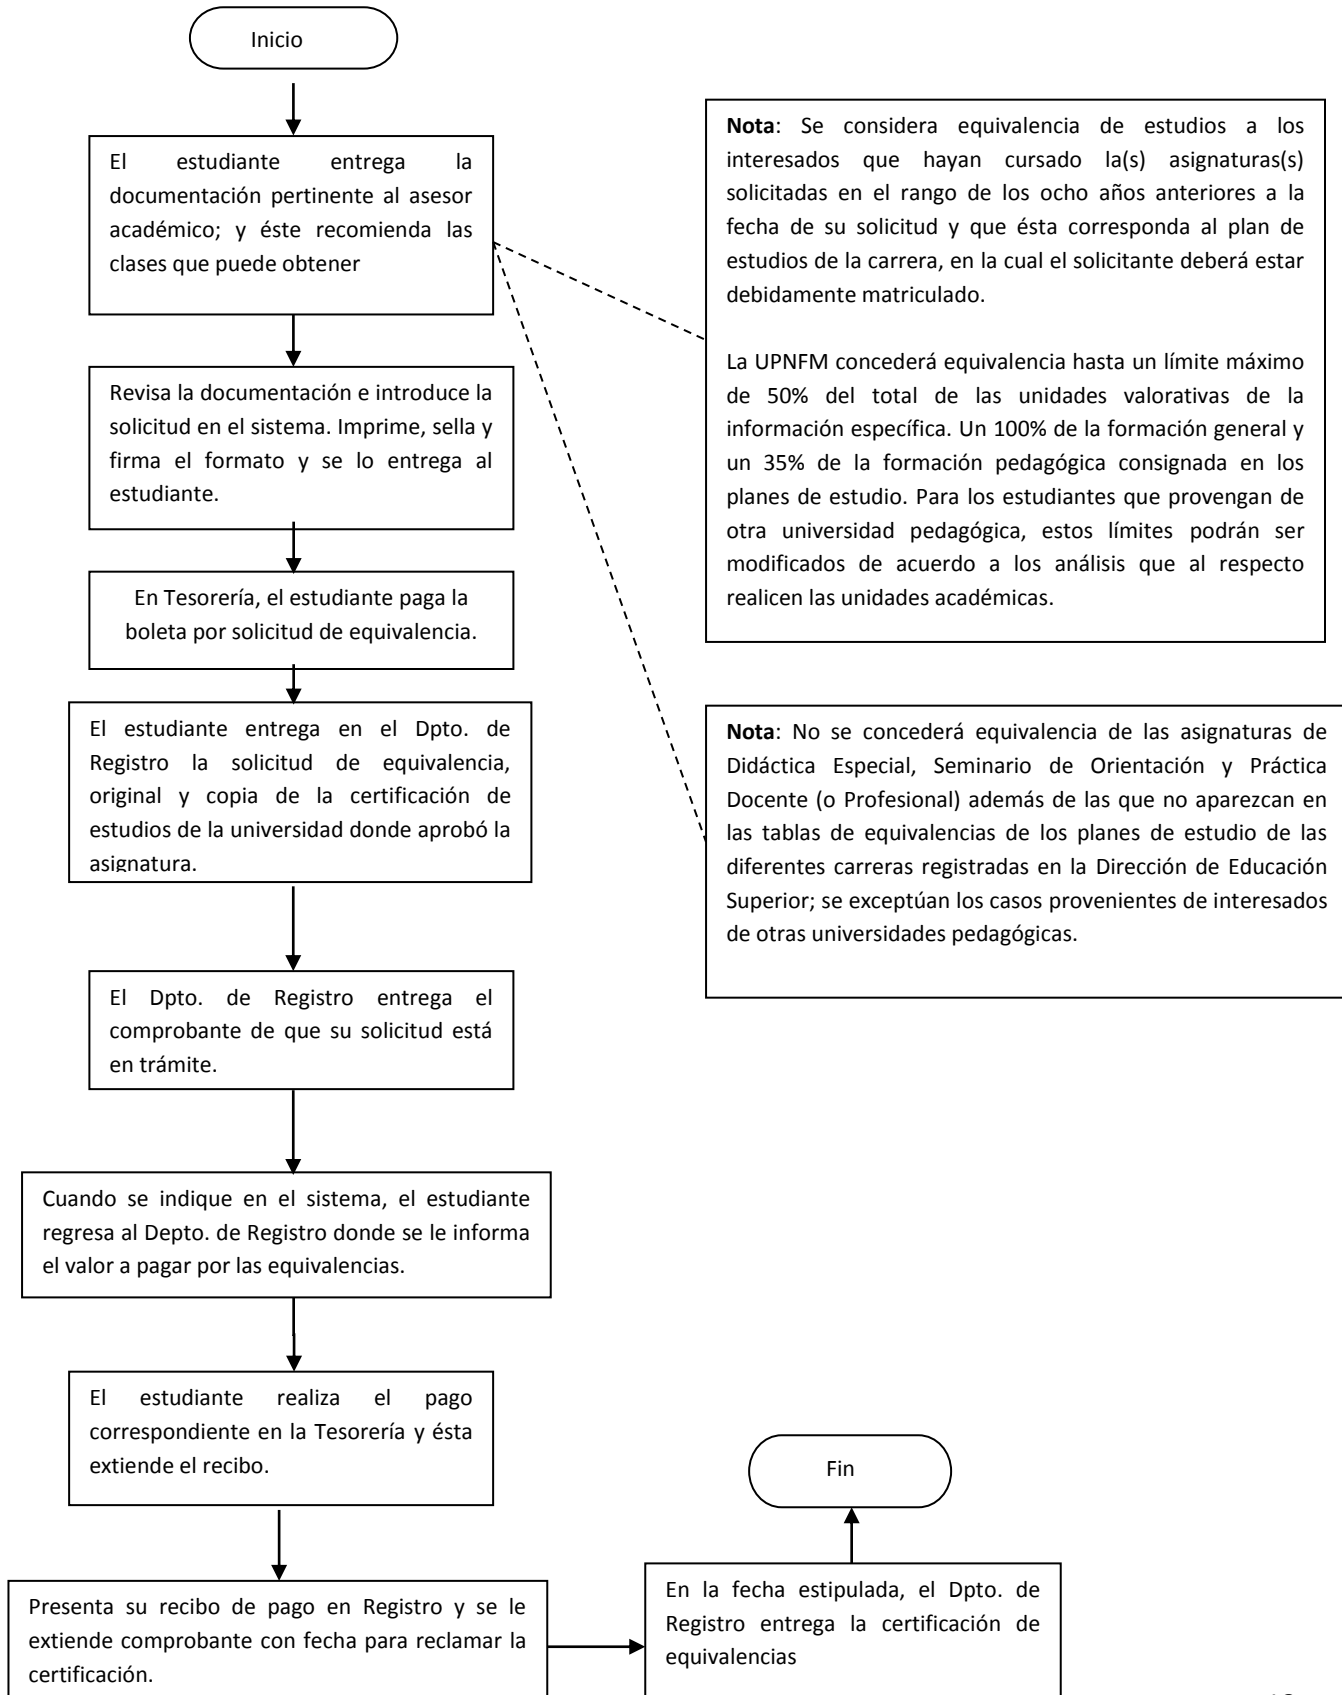 Inicio
El estudiante entrega la
documentación pertinente al asesor
académico; y éste recomienda las
clases que puede obtener
Revisa la documentación e introduce la
solicitud en el sistema. Imprime, sella y
firma el formato y se lo entrega al
estudiante.
En Tesorería, el estudiante paga la
boleta por solicitud de equivalencia.
El estudiante entrega en el Dpto. de
Registro la solicitud de equivalencia,
original y copia de la certificación de
estudios de la universidad donde aprobó la
asignatura.
El Dpto. de Registro entrega el
comprobante de que su solicitud está
en trámite.
Cuando se indique en el sistema, el estudiante
regresa al Depto. de Registro donde se le informa
el valor a pagar por las equivalencias.
El estudiante realiza el pago
correspondiente en la Tesorería y ésta
extiende el recibo.
Presenta su recibo de pago en Registro y se le
extiende comprobante con fecha para reclamar la
certificación.
En la fecha estipulada, el Dpto. de
Registro entrega la certificación de
equivalencias
Fin
Nota: Se considera equivalencia de estudios a los
interesados que hayan cursado la(s) asignaturas(s)
solicitadas en el rango de los ocho años anteriores a la
fecha de su solicitud y que ésta corresponda al plan de
estudios de la carrera, en la cual el solicitante deberá estar
debidamente matriculado.
La UPNFM concederá equivalencia hasta un límite máximo
de 50% del total de las unidades valorativas de la
información específica. Un 100% de la formación general y
un 35% de la formación pedagógica consignada en los
planes de estudio. Para los estudiantes que provengan de
otra universidad pedagógica, estos límites podrán ser
modificados de acuerdo a los análisis que al respecto
realicen las unidades académicas.
Nota: No se concederá equivalencia de las asignaturas de
Didáctica Especial, Seminario de Orientación y Práctica
Docente (o Profesional) además de las que no aparezcan en
las tablas de equivalencias de los planes de estudio de las
diferentes carreras registradas en la Dirección de Educación
Superior; se exceptúan los casos provenientes de interesados
de otras universidades pedagógicas.